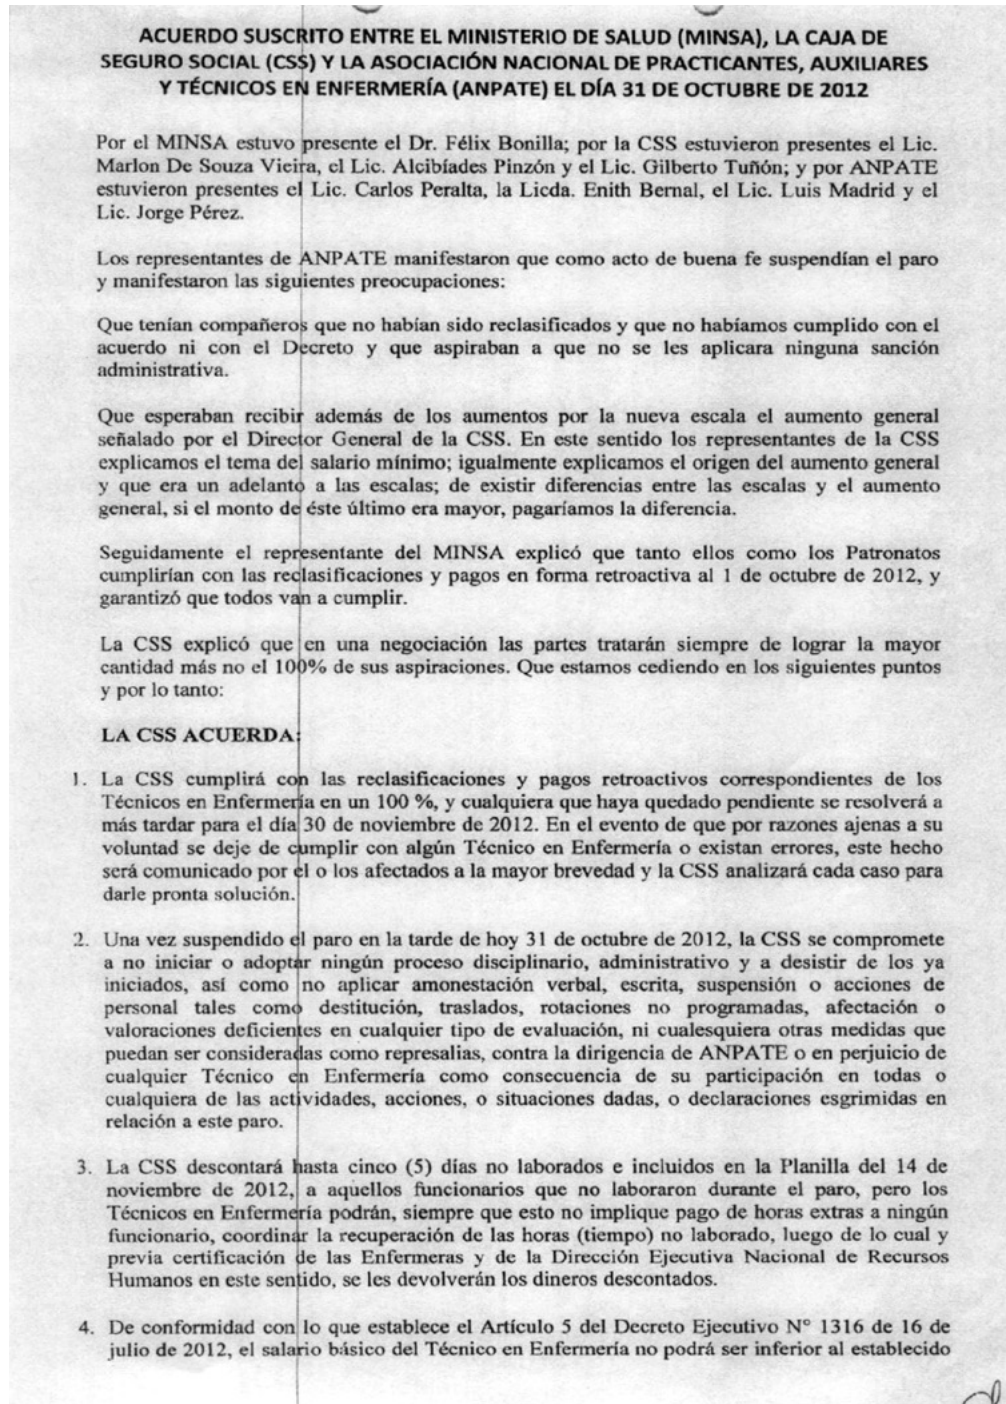 ACUERDO SUSCRITO ENTRE EL MINISTERIO DE SALUD (MINSA), LA CAJA DE
SEGURO SOCIAL (CSS) Y LA ASOCIACIÓN NACIONAL DE PRACTICANTES, AUXILIARES
Y TÉCNICOS EN ENFERMERÍA (ANPATE) EL DÍA 31 DE OCTUBRE DE 2012
Por el MINSA estuvo presente el Dr. Félix Bonilla; por la CSS estuvieron presentes el Lic.
Marlon De Souza Vieira, el Lic. Alcibíades Pinzón y el Lic. Gilberto Tuñón; y por ANPATE
estuvieron presentes el Lic. Carlos Peralta, la Licda. Enith Bernal, el Lic. Luis Madrid y el
Lic. Jorge Pérez.
Los representantes de ANPATE manifestaron que como acto de buena fe suspendían el paro
y manifestaron las siguientes preocupaciones:
Que tenían compañeros que no habían sido reclasificados y que no habíamos cumplido con el
acuerdo ni con el Decreto y que aspiraban a que no se les aplicara ninguna sanción
administrativa.
Que esperaban recibir además de los aumentos por la nueva escala el aumento general
señalado por el Director General de la CSS. En este sentido los representantes de la CSS
explicamos el tema del salario mínimo; igualmente explicamos el origen del aumento general
y que era un adelanto a las escalas; de existir diferencias entre las escalas y el aumento
general, si el monto de éste último era mayor, pagaríamos la diferencia.
Seguidamente el representante del MINSA explicó que tanto ellos como los Patronatos
cumplirían con las reclasificaciones y pagos en forma retroactiva al 1 de octubre de 2012, y
garantizó que todos van a cumplir.
La CSS explicó que en una negociación las partes tratarán siempre de lograr la mayor
cantidad más no el 100% de sus aspiraciones. Que estamos cediendo en los siguientes puntos
y por lo tanto:
LA CSS ACUERDA:
1. La CSS cumplirá con las reclasificaciones y pagos retroactivos correspondientes de los
Técnicos en Enfermería en un 100 %, y cualquiera que haya quedado pendiente se resolverá a
más tardar para el día 30 de noviembre de 2012. En el evento de que por razones ajenas a su
voluntad se deje de cumplir con algún Técnico en Enfermería o existan errores, este hecho
será comunicado por el o los afectados a la mayor brevedad y la CSS analizará cada caso para
darle pronta solución.
2. Una vez suspendido el paro en la tarde de hoy 31 de octubre de 2012, la CSS se compromete
a no iniciar o adoptar ningún proceso disciplinario, administrativo y a desistir de los ya
iniciados, así como no aplicar amonestación verbal, escrita, suspensión o acciones de
personal tales como destitución, traslados, rotaciones no programadas, afectación o
valoraciones deficientes en cualquier tipo de evaluación, ni cualesquiera otras medidas que
puedan ser consideradas como represalias, contra la dirigencia de ANPATE o en perjuicio de
cualquier Técnico en Enfermería como consecuencia de su participación en todas o
cualquiera de las actividades, acciones, o situaciones dadas, o declaraciones esgrimidas en
relación a este paro.
3. La CSS descontará hasta cinco (5) días no laborados e incluidos en la Planilla del 14 de
noviembre de 2012, a aquellos funcionarios que no laboraron durante el paro, pero los
Técnicos en Enfermería podrán, siempre que esto no implique pago de horas extras a ningún
funcionario, coordinar la recuperación de las horas (tiempo) no laborado, luego de lo cual y
previa certificación de las Enfermeras y de la Dirección Ejecutiva Nacional de Recursos
Humanos en este sentido, se les devolverán los dineros descontados.
4. De conformidad con lo que establece el Artículo 5 del Decreto Ejecutivo N° 1316 de 16 de
julio de 2012, el salario básico del Técnico en Enfermería no podrá ser inferior al establecido